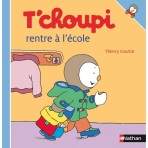 T'choupi
rentre à l'école
Thierry Courtin
Nathan